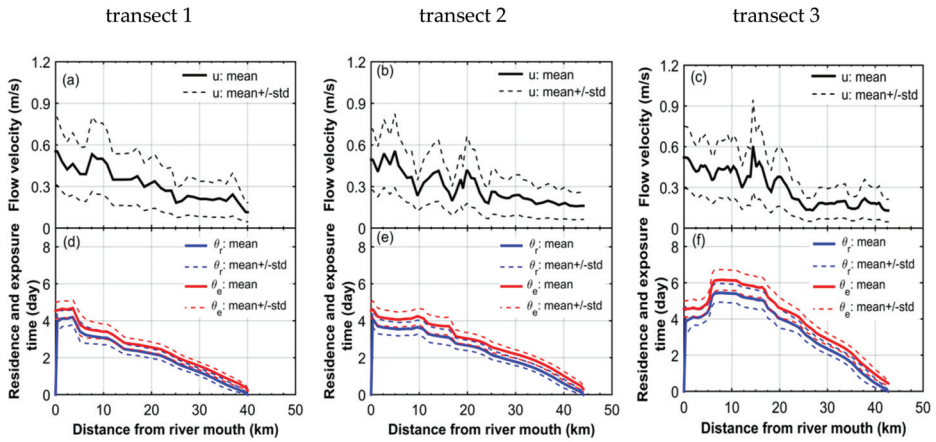 transect 1
transect 2
transect 3
(a)
u: mean
u: mean+/-std
Flow velocity (m/s)
1.2
0.9
0.6
0.3
0
(b)
u: mean
u: mean+/-std
Flow velocity (m/s)
1.2
0.9
0.6
0.3
0
(c)
u: mean
u: mean+/-std
Flow velocity (m/s)
1.2
0.9
0.6
0.3
0
(d)
θr: mean
θr: mean+/-std
θe: mean
θe: mean+/-std
Residence and exposure
time (day)
8
6
4
2
0
0 10 20 30 40 50
Distance from river mouth (km)
(e)
θr: mean
θr: mean+/-std
θe: mean
θe: mean+/-std
Residence and exposure
time (day)
8
6
4
2
0
0 10 20 30 40 50
Distance from river mouth (km)
(f)
θr: mean
θr: mean+/-std
θe: mean
θe: mean+/-std
Residence and exposure
time (day)
8
6
4
2
0
0 10 20 30 40 50
Distance from river mouth (km)